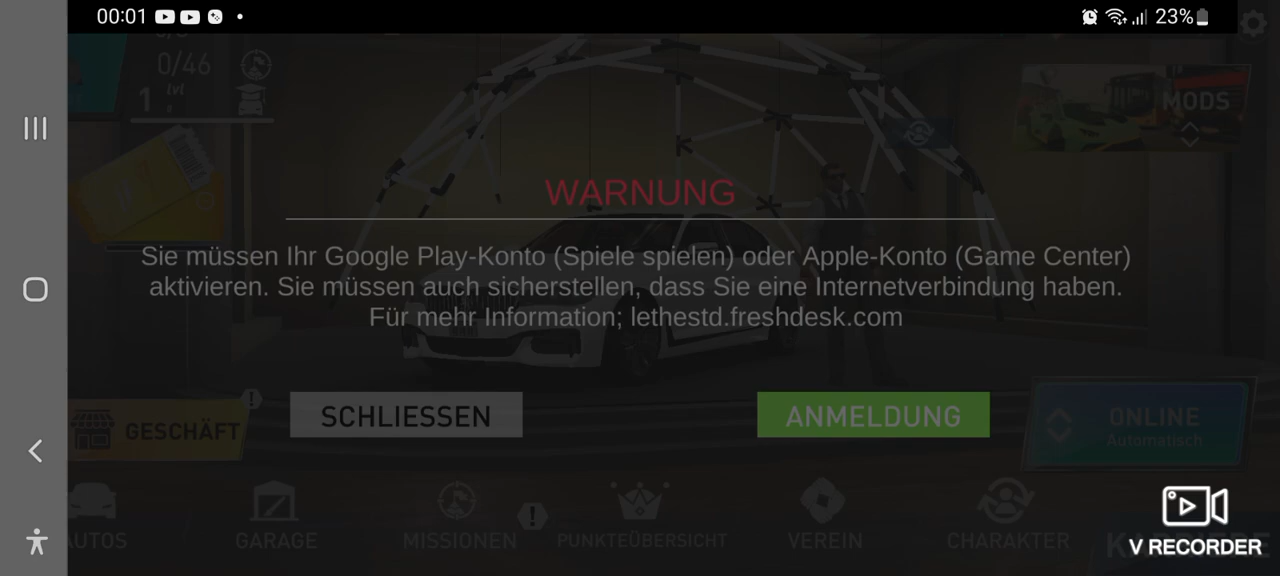 00:01
23%
0/46
1 lvl
MODS
WARNUNG
Sie müssen Ihr Google Play-Konto (Spiele spielen) oder Apple-Konto (Game Center)
aktivieren. Sie müssen auch sicherstellen, dass Sie eine Internetverbindung haben.
Für mehr Information; lethestd.freshdesk.com
SCHLIESSEN
ANMELDUNG
GESCHÄFT
ONLINE
Automatisch
AUTOS
GARAGE
MISSIONEN
PUNKTEÜBERSICHT
VEREIN
CHARAKTER
V RECORDER